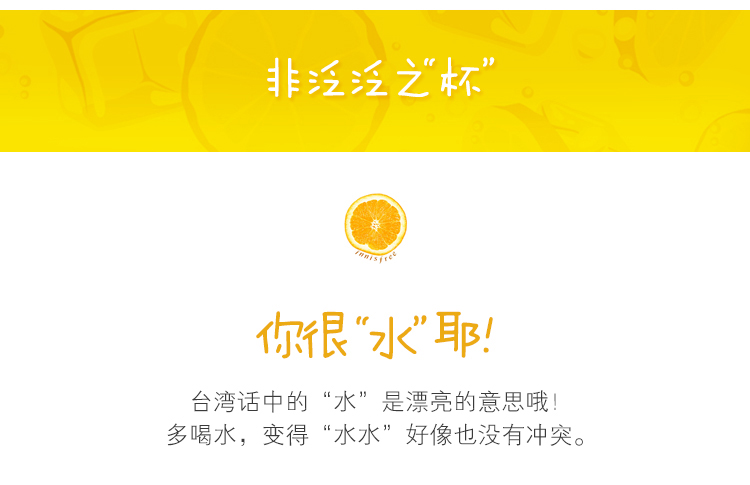 非泛泛之“杯”
innisfree
你很“水”耶!
台湾话中的“水”是漂亮的意思哦!
多喝水，变得“水水”好像也没有冲突。